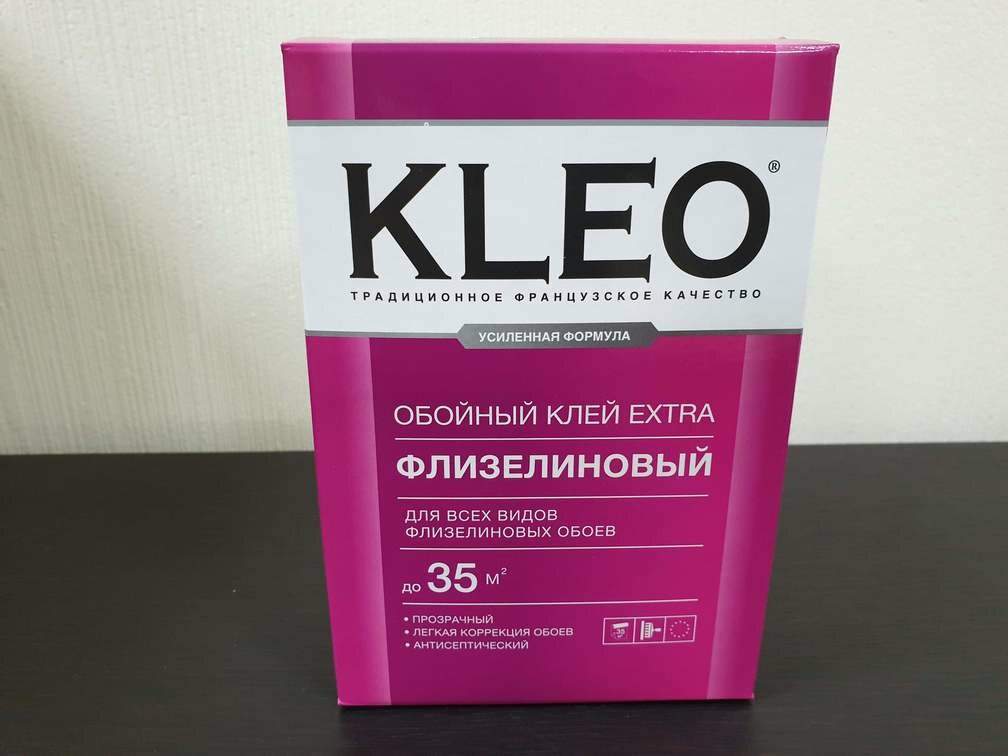 KLEO®
ТРАДИЦИОННОЕ ФРАНЦУЗСКОЕ КАЧЕСТВО
УСИЛЕННАЯ ФОРМУЛА
ОБОЙНЫЙ КЛЕЙ EXTRA
ФЛИЗЕЛИНОВЫЙ
ДЛЯ ВСЕХ ВИДОВ
ФЛИЗЕЛИНОВЫХ ОБОЕВ
до 35 м²
• ПРОЗРАЧНЫЙ
• ЛЕГКАЯ КОРРЕКЦИЯ ОБОЕВ
• АНТИСЕПТИЧЕСКИЙ